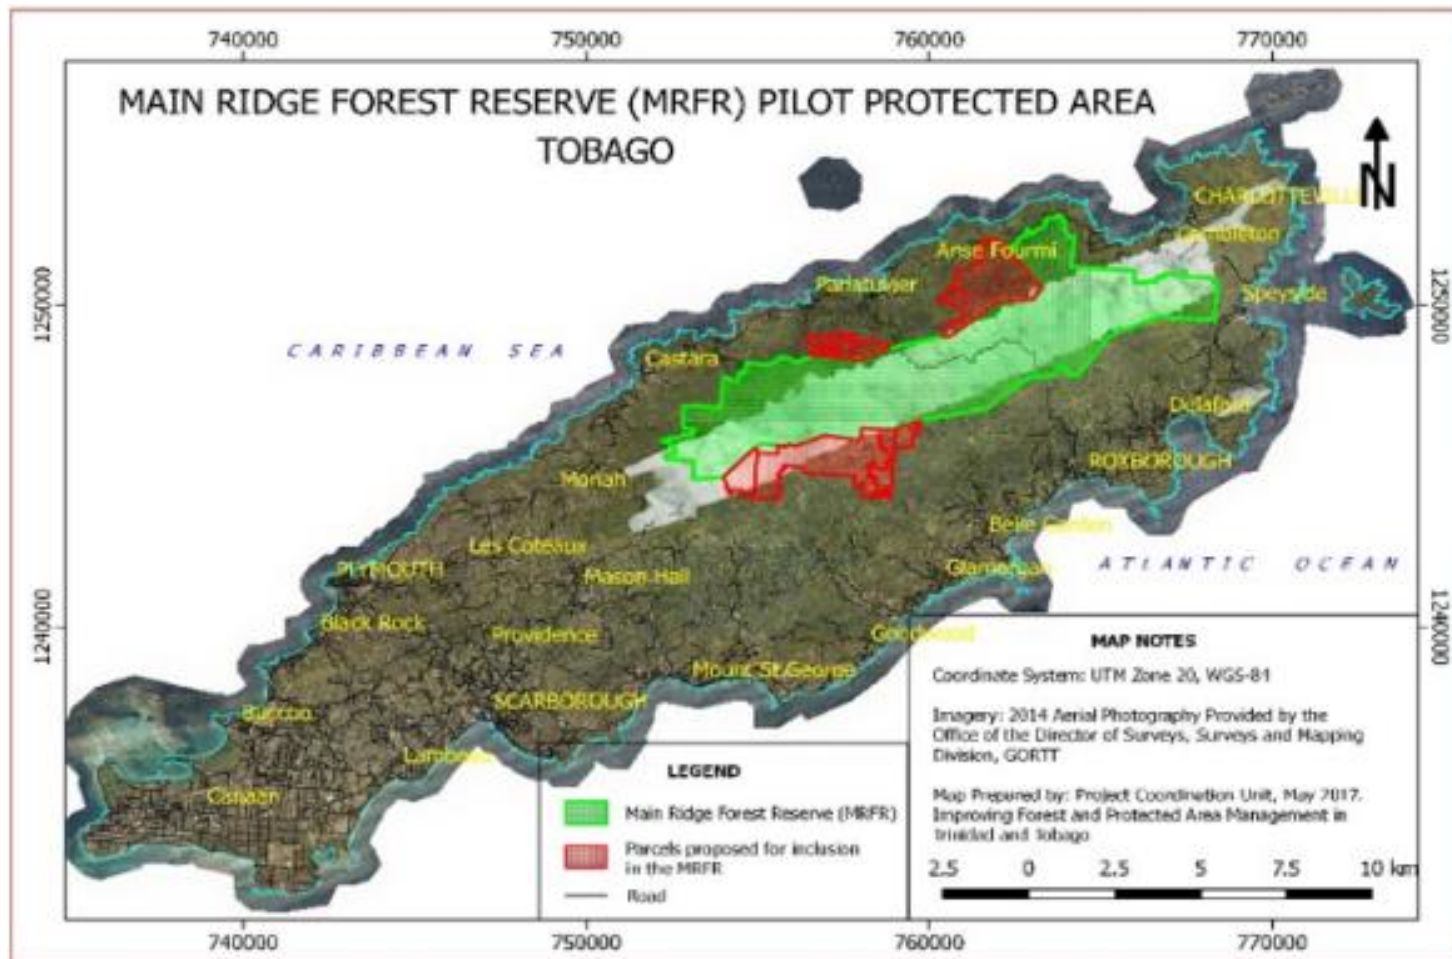 740000 750000 760000 770000
MAIN RIDGE FOREST RESERVE (MRFR) PILOT PROTECTED AREA
TOBAGO
N
CHARLOTTEVILLE
Cambleton
Anse Fourmi
Parlatuvier
Speyside
1250000
1250000
CARIBBEAN SEA
Castara
Delaford
ROXBOROUGH
Moriah
Belle Garden
Les Coteaux
PLYMOUTH
Mason Hall
Glamorgan
ATLANTIC OCEAN
Black Rock
Providence
Goodwood
1240000
1240000
Mount St.George
SCARBOROUGH
Buccoo
Lambeau
Canaan
MAP NOTES
Coordinate System: UTM Zone 20, WGS-84
Imagery: 2014 Aerial Photography Provided by the
Office of the Director of Surveys, Surveys and Mapping
Division, GORTT
Map Prepared by: Project Coordination Unit, May 2017.
Improving Forest and Protected Area Management in
Trinidad and Tobago
2.5 0 2.5 5 7.5 10 km
LEGEND
Main Ridge Forest Reserve (MRFR)
Parcels proposed for inclusion
in the MRFR
Road
740000 750000 760000 770000